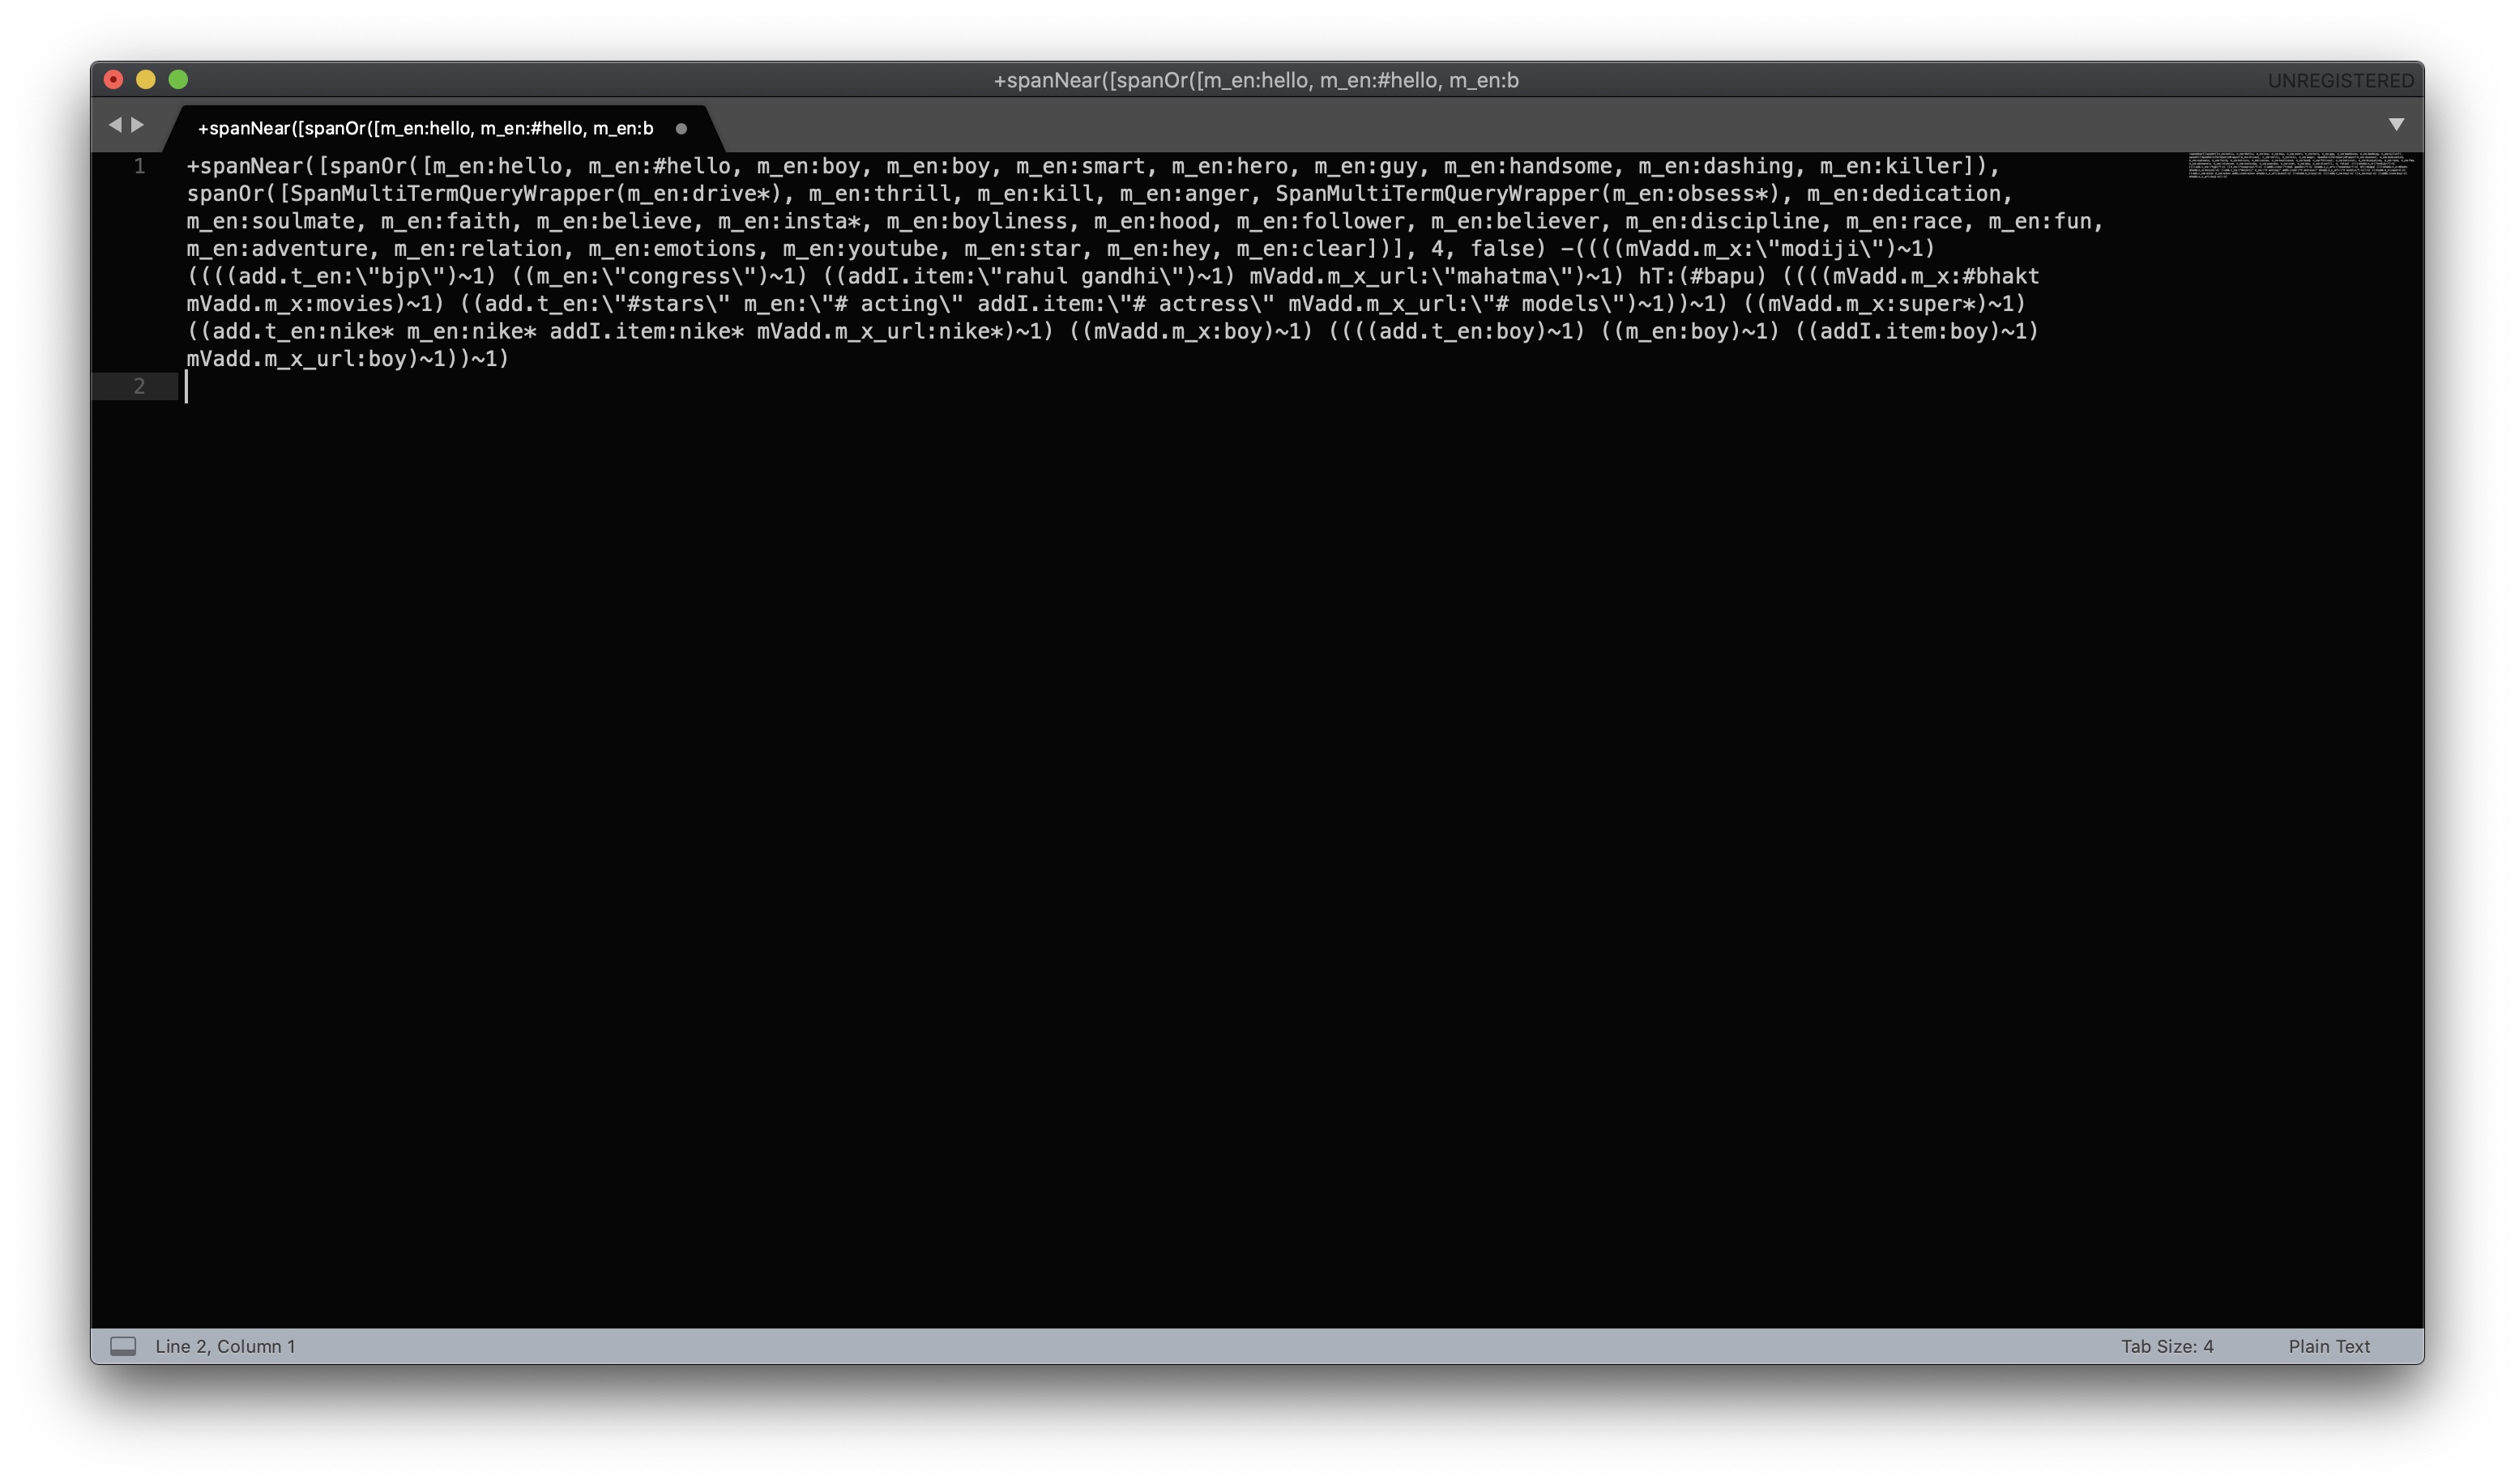 +spanNear([spanOr([m_en:hello, m_en:#hello, m_en:b
UNREGISTERED
+spanNear([spanOr([m_en:hello, m_en:#hello, m_en:b
1 +spanNear([spanOr([m_en:hello, m_en:#hello, m_en:boy, m_en:boy, m_en:smart, m_en:hero, m_en:guy, m_en:handsome, m_en:dashing, m_en:killer]),
spanOr([SpanMultiTermQueryWrapper(m_en:drive*), m_en:thrill, m_en:kill, m_en:anger, SpanMultiTermQueryWrapper(m_en:obsess*), m_en:dedication,
m_en:soulmate, m_en:faith, m_en:believe, m_en:insta*, m_en:boyliness, m_en:hood, m_en:follower, m_en:believer, m_en:discipline, m_en:race, m_en:fun,
m_en:adventure, m_en:relation, m_en:emotions, m_en:youtube, m_en:star, m_en:hey, m_en:clear])], 4, false) -((((mVadd.m_x:\"modiji\")~1)
((((add.t_en:\"bjp\")~1) ((m_en:\"congress\")~1) ((addI.item:\"rahul gandhi\")~1) mVadd.m_x_url:\"mahatma\")~1) hT:(#bapu) ((((mVadd.m_x:#bhakt
mVadd.m_x:movies)~1) ((add.t_en:\"#stars\" m_en:\"# acting\" addI.item:\"# actress\" mVadd.m_x_url:\"# models\")~1))~1) ((mVadd.m_x:super*)~1)
((add.t_en:nike* m_en:nike* addI.item:nike* mVadd.m_x_url:nike*)~1) ((mVadd.m_x:boy)~1) ((((add.t_en:boy)~1) ((m_en:boy)~1) ((addI.item:boy)~1)
mVadd.m_x_url:boy)~1))~1)
2
Line 2, Column 1
Tab Size: 4
Plain Text